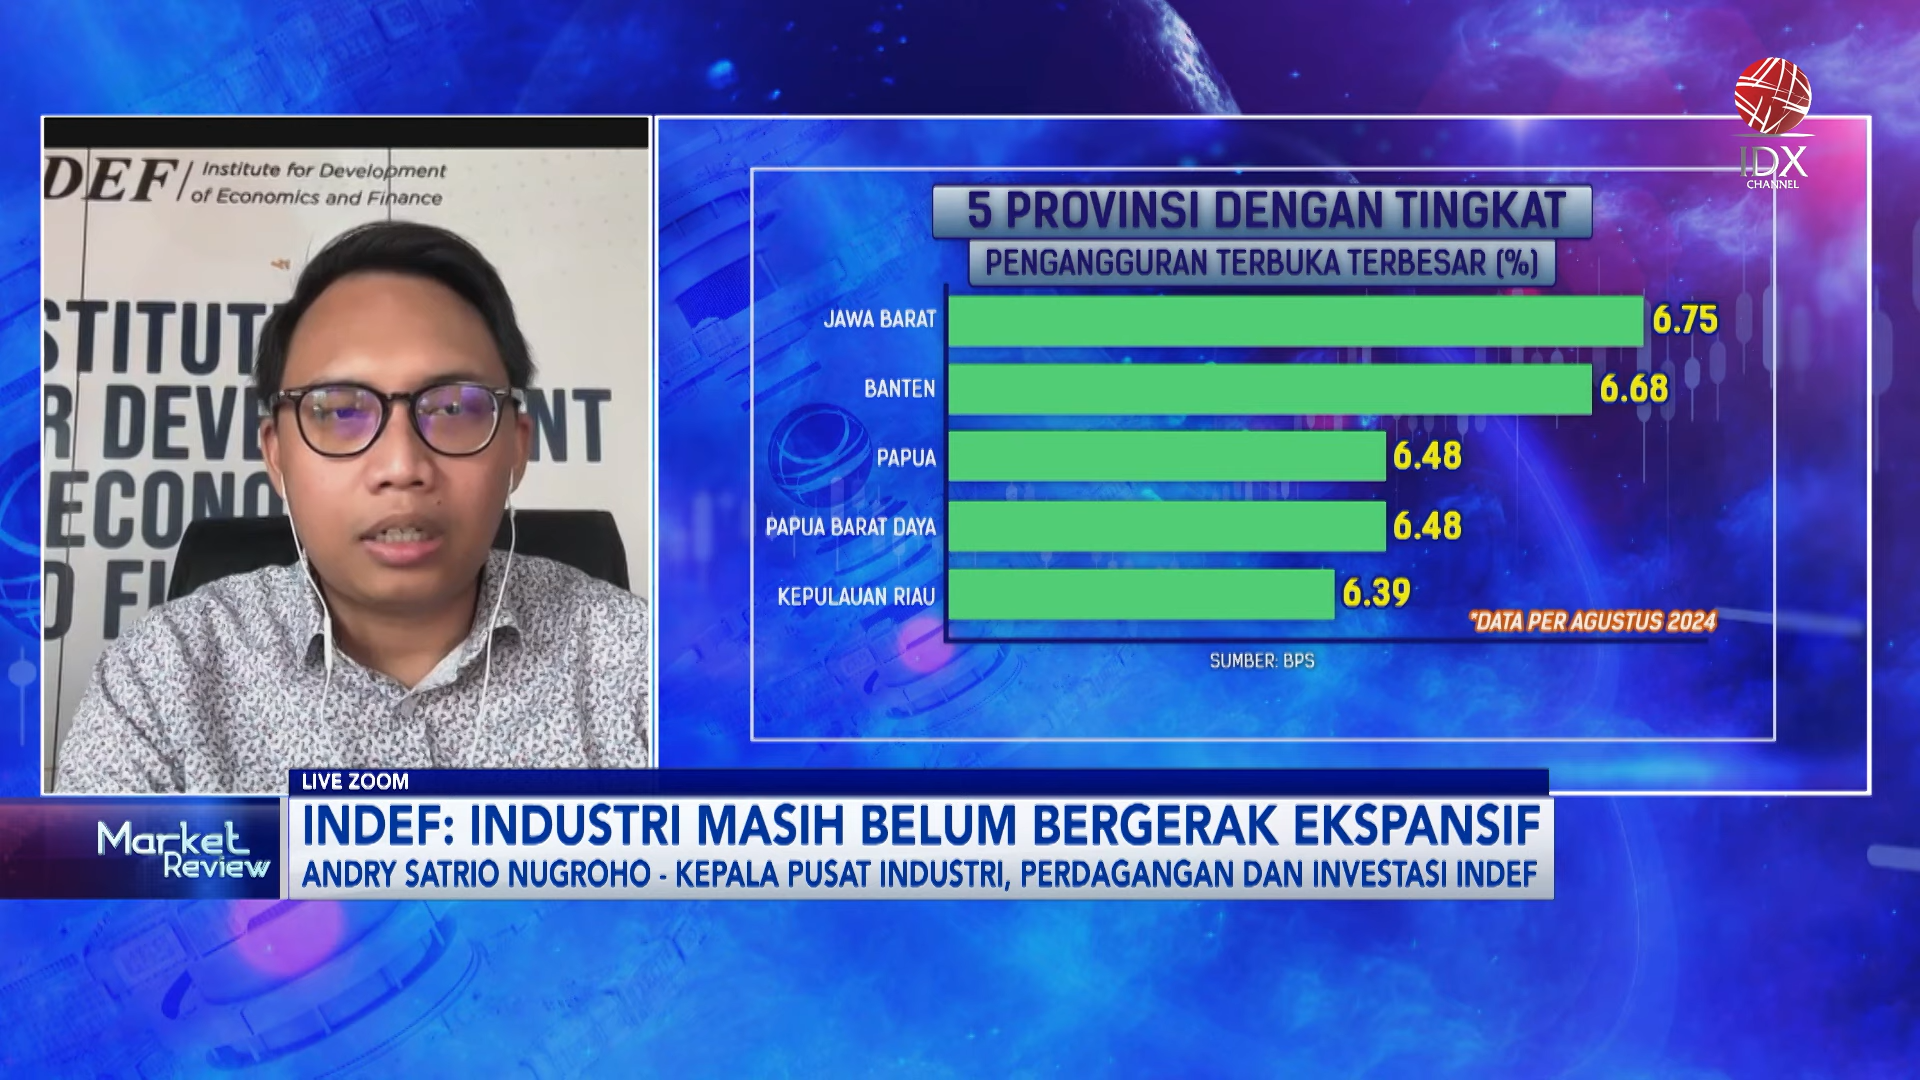 DEF / Institute for Development
of Economics and Finance
STITUT
R DEVE
NT
ECONO
O FI
IDX
CHANNEL
5 PROVINSI DENGAN TINGKAT
PENGANGGURAN TERBUKA TERBESAR (%)
JAWA BARAT 6.75
BANTEN 6.68
PAPUA 6.48
PAPUA BARAT DAYA 6.48
KEPULAUAN RIAU 6.39
*DATA PER AGUSTUS 2024
SUMBER: BPS
LIVE ZOOM
Market
Review
INDEF: INDUSTRI MASIH BELUM BERGERAK EKSPANSIF
ANDRY SATRIO NUGROHO - KEPALA PUSAT INDUSTRI, PERDAGANGAN DAN INVESTASI INDEF